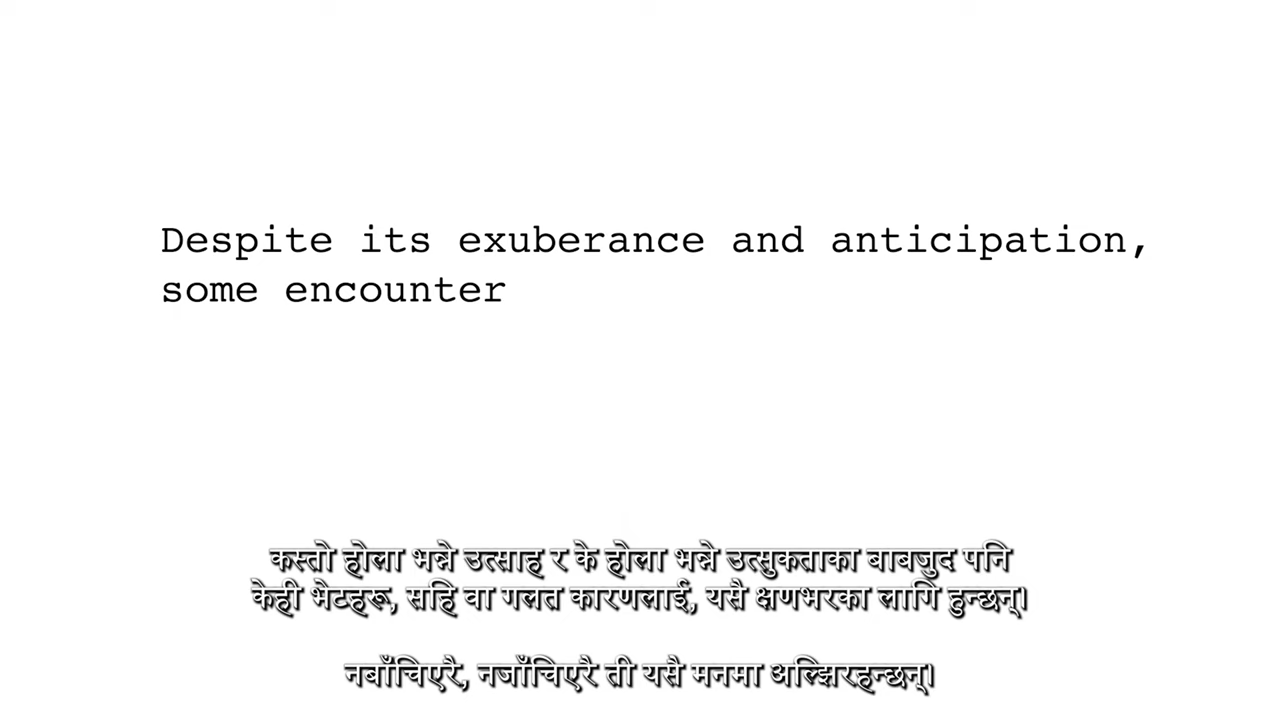 Despite its exuberance and anticipation,
some encounter
कस्तो होला भन्ने उत्साह र के होला भन्ने उत्सुकताका बाबजुद पनि
केही भेटहरू, सहि वा गलत कारणलाई, यसै क्षणभरका लागि हुन्छन्।
नबाँचिएरै, नजाँचिएरै ती यसै मनमा अल्झिरहन्छन्।